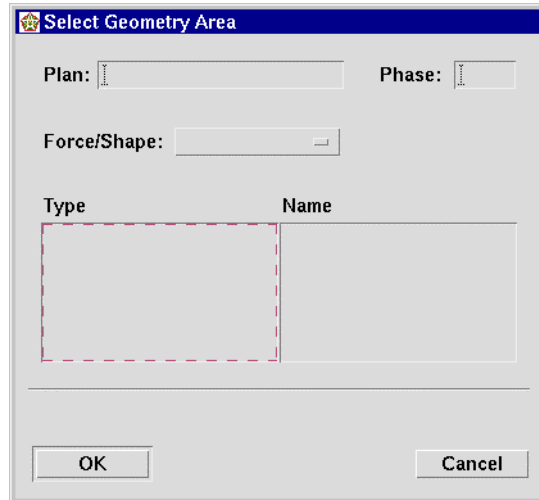 Select Geometry Area
Plan: Phase:
Force/Shape:
Type Name
OK Cancel